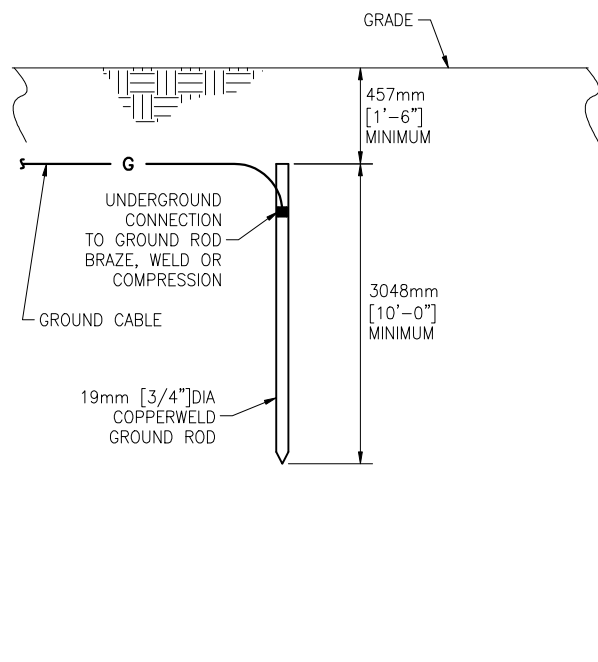 GRADE
457mm
[1'-6"]
MINIMUM
G
UNDERGROUND
CONNECTION
TO GROUND ROD
BRAZE, WELD OR
COMPRESSION
GROUND CABLE
3048mm
[10'-0"]
MINIMUM
19mm [3/4"]DIA
COPPERWELD
GROUND ROD